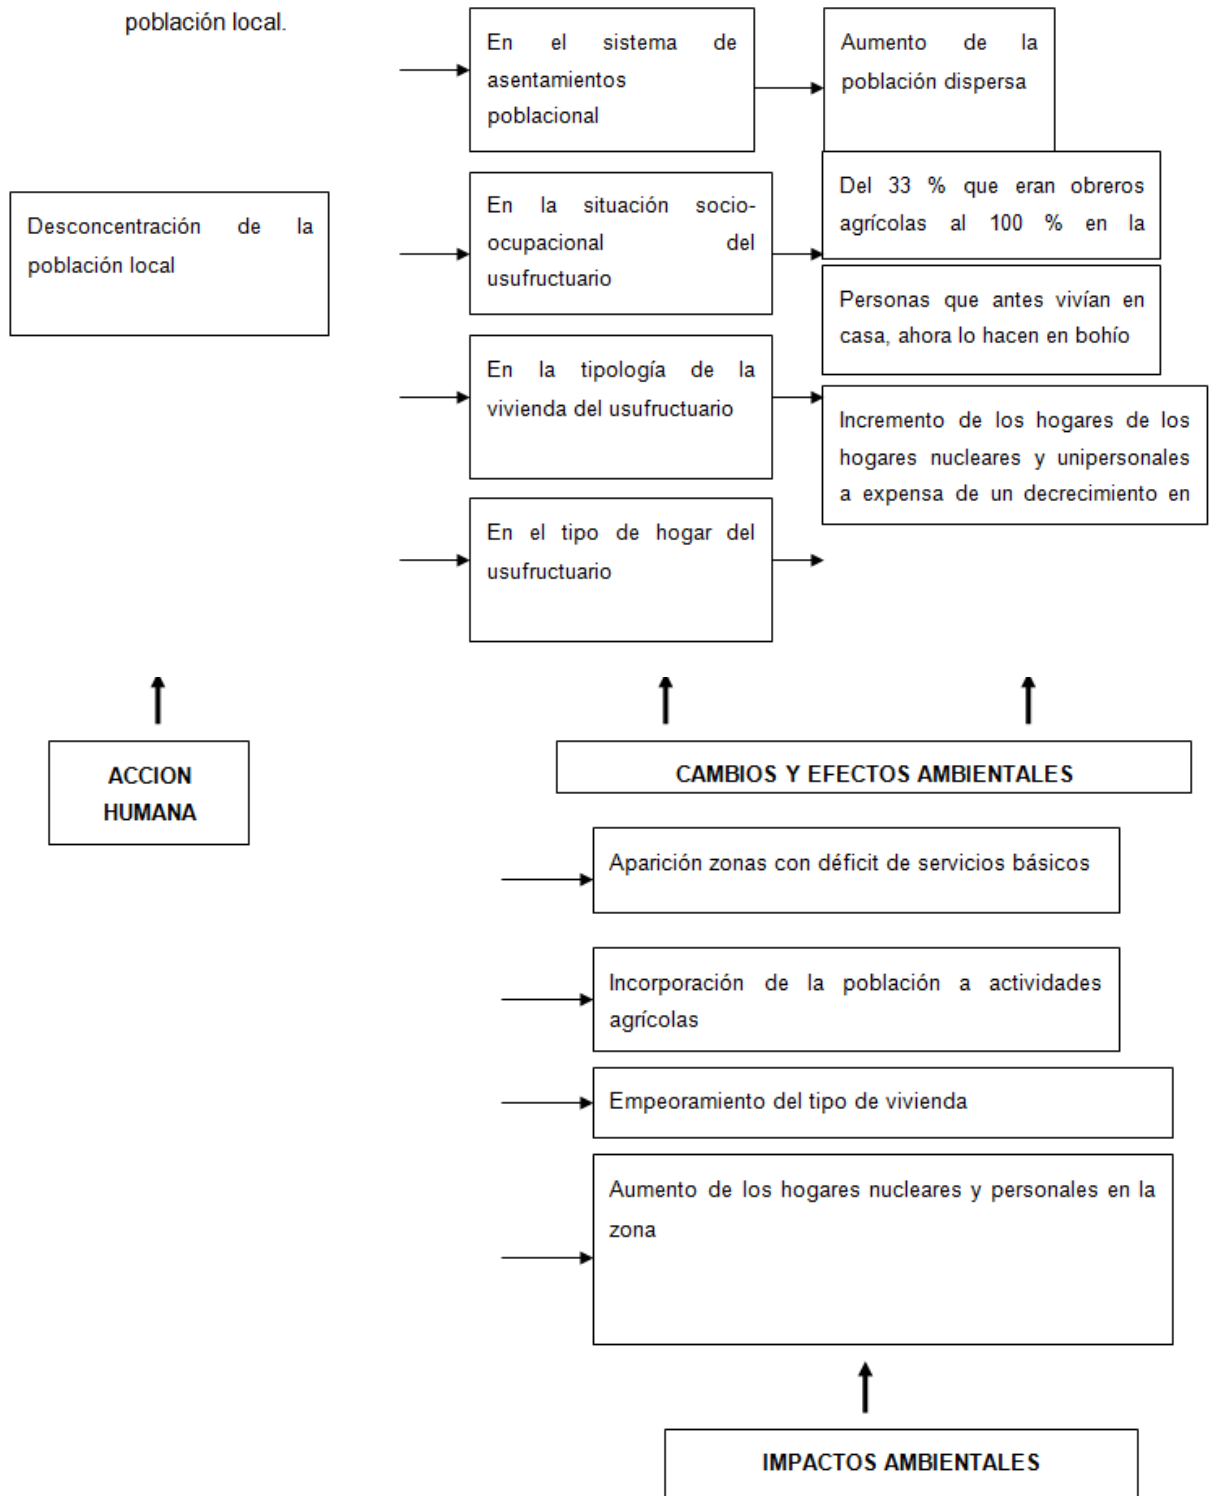 población local.
En el sistema de
asentamientos
poblacional
Aumento de la
población dispersa
Desconcentración de la
población local
En la situación socio-
ocupacional del
usufructuario
Del 33 % que eran obreros
agrícolas al 100 % en la
Personas que antes vivían en
casa, ahora lo hacen en bohío
En la tipología de la
vivienda del usufructuario
Incremento de los hogares de los
hogares nucleares y unipersonales
a expensa de un decrecimiento en
En el tipo de hogar del
usufructuario
ACCION
HUMANA
CAMBIOS Y EFECTOS AMBIENTALES
Aparición zonas con déficit de servicios básicos
Incorporación de la población a actividades
agrícolas
Empeoramiento del tipo de vivienda
Aumento de los hogares nucleares y personales en la
zona
IMPACTOS AMBIENTALES